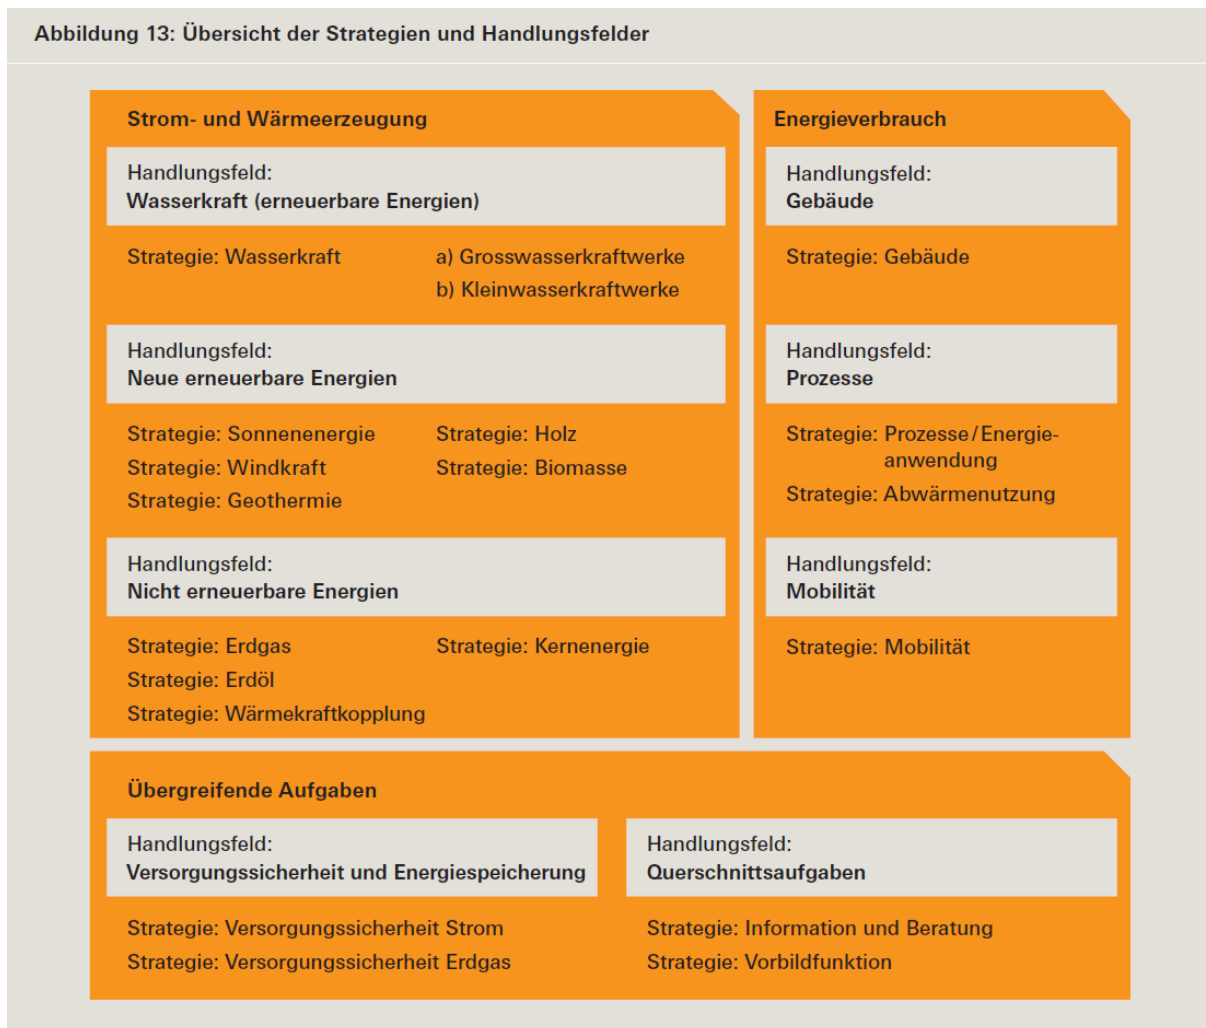 Abbildung 13: Übersicht der Strategien und Handlungsfelder
Strom- und Wärmeerzeugung
Handlungsfeld:
Wasserkraft (erneuerbare Energien)
Strategie: Wasserkraft
a) Grosswasserkraftwerke
b) Kleinwasserkraftwerke
Handlungsfeld:
Neue erneuerbare Energien
Strategie: Sonnenenergie
Strategie: Windkraft
Strategie: Geothermie
Strategie: Holz
Strategie: Biomasse
Handlungsfeld:
Nicht erneuerbare Energien
Strategie: Erdgas
Strategie: Erdöl
Strategie: Wärmekraftkopplung
Strategie: Kernenergie
Energieverbrauch
Handlungsfeld:
Gebäude
Strategie: Gebäude
Handlungsfeld:
Prozesse
Strategie: Prozesse/Energie-
anwendung
Strategie: Abwärmenutzung
Handlungsfeld:
Mobilität
Strategie: Mobilität
Übergreifende Aufgaben
Handlungsfeld:
Versorgungssicherheit und Energiespeicherung
Strategie: Versorgungssicherheit Strom
Strategie: Versorgungssicherheit Erdgas
Handlungsfeld:
Querschnittsaufgaben
Strategie: Information und Beratung
Strategie: Vorbildfunktion